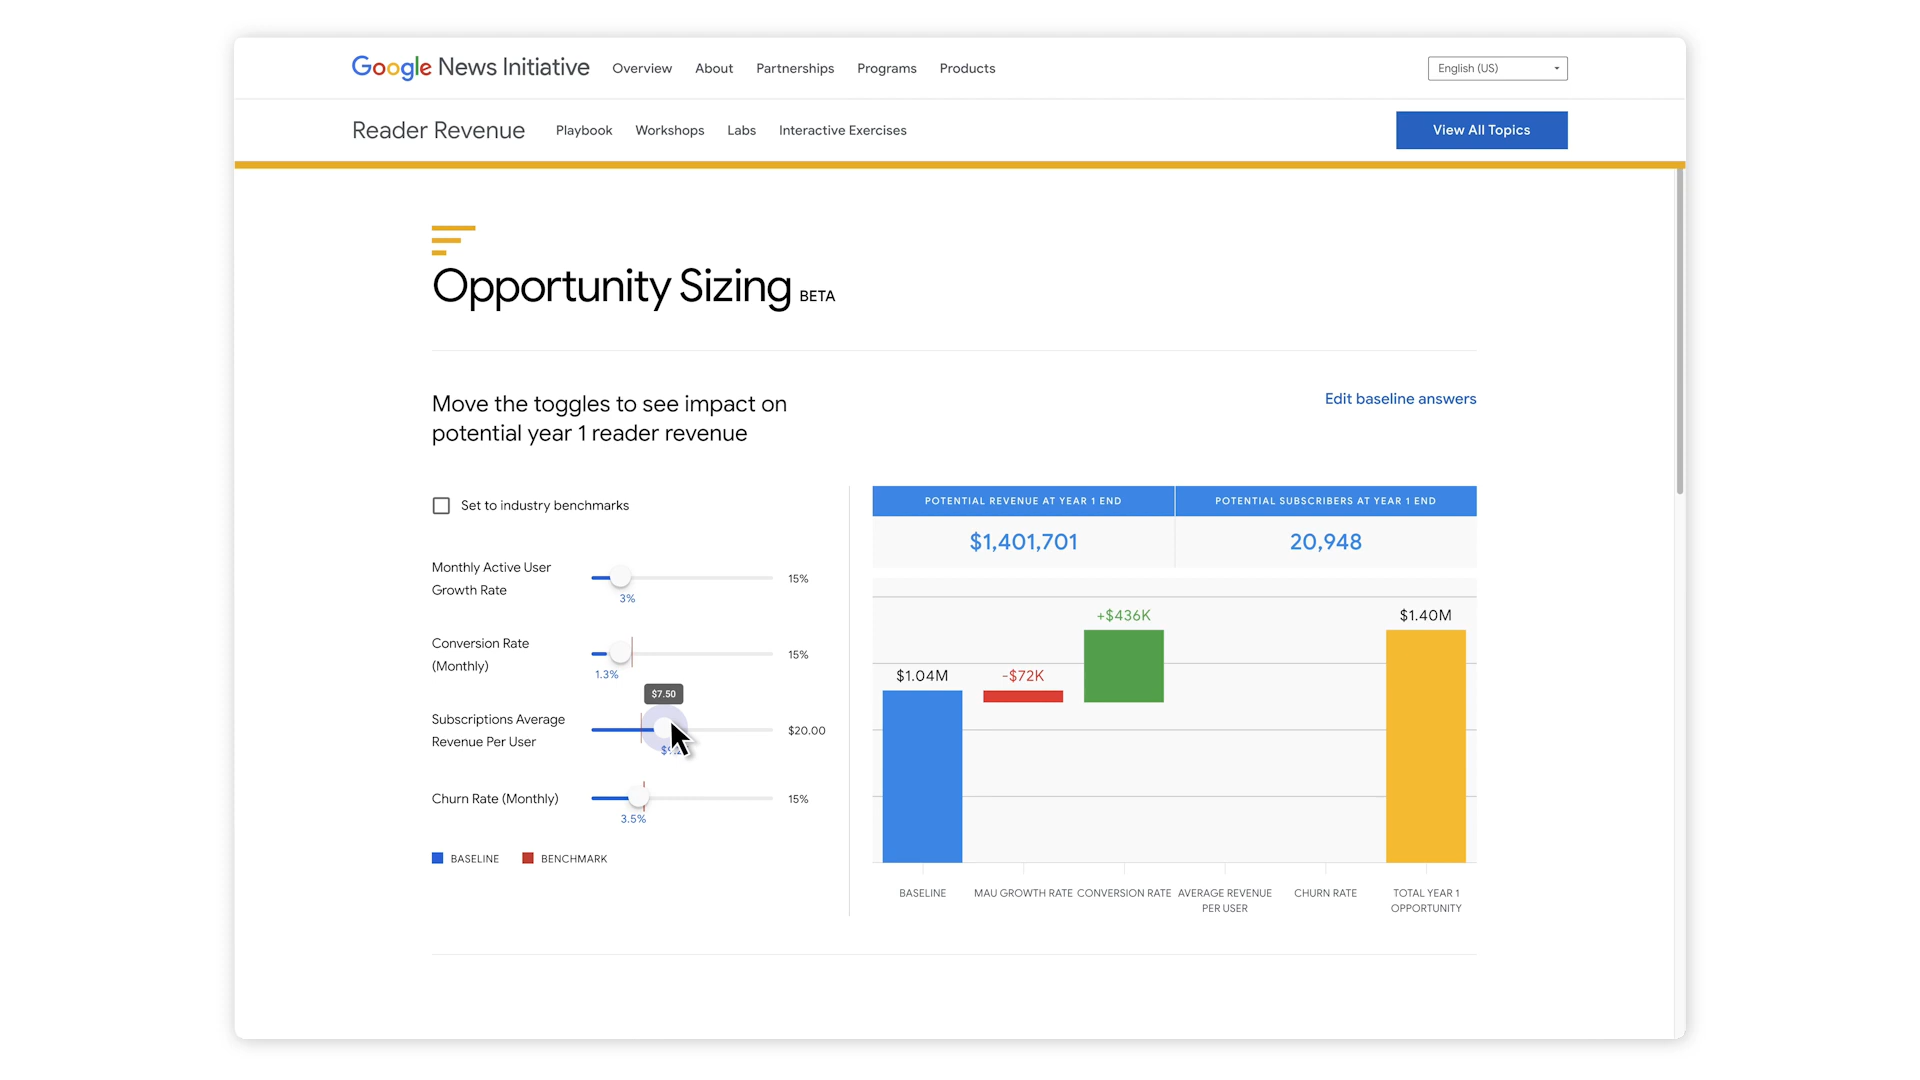 Google News Initiative
Overview
About
Partnerships
Programs
Products
English (US)
Reader Revenue
Playbook
Workshops
Labs
Interactive Exercises
View All Topics
Opportunity Sizing BETA
Move the toggles to see impact on
potential year 1 reader revenue
Edit baseline answers
Set to industry benchmarks
Monthly Active User
Growth Rate
15%
3%
Conversion Rate
(Monthly)
15%
1.3%
$7.50
Subscriptions Average
Revenue Per User
$20.00
Churn Rate (Monthly)
15%
3.5%
BASELINE
BENCHMARK
POTENTIAL REVENUE AT YEAR 1 END
POTENTIAL SUBSCRIBERS AT YEAR 1 END
$1,401,701
20,948
+$436K
$1.40M
$1.04M
-$72K
BASELINE
MAU GROWTH RATE
CONVERSION RATE
AVERAGE REVENUE
PER USER
CHURN RATE
TOTAL YEAR 1
OPPORTUNITY